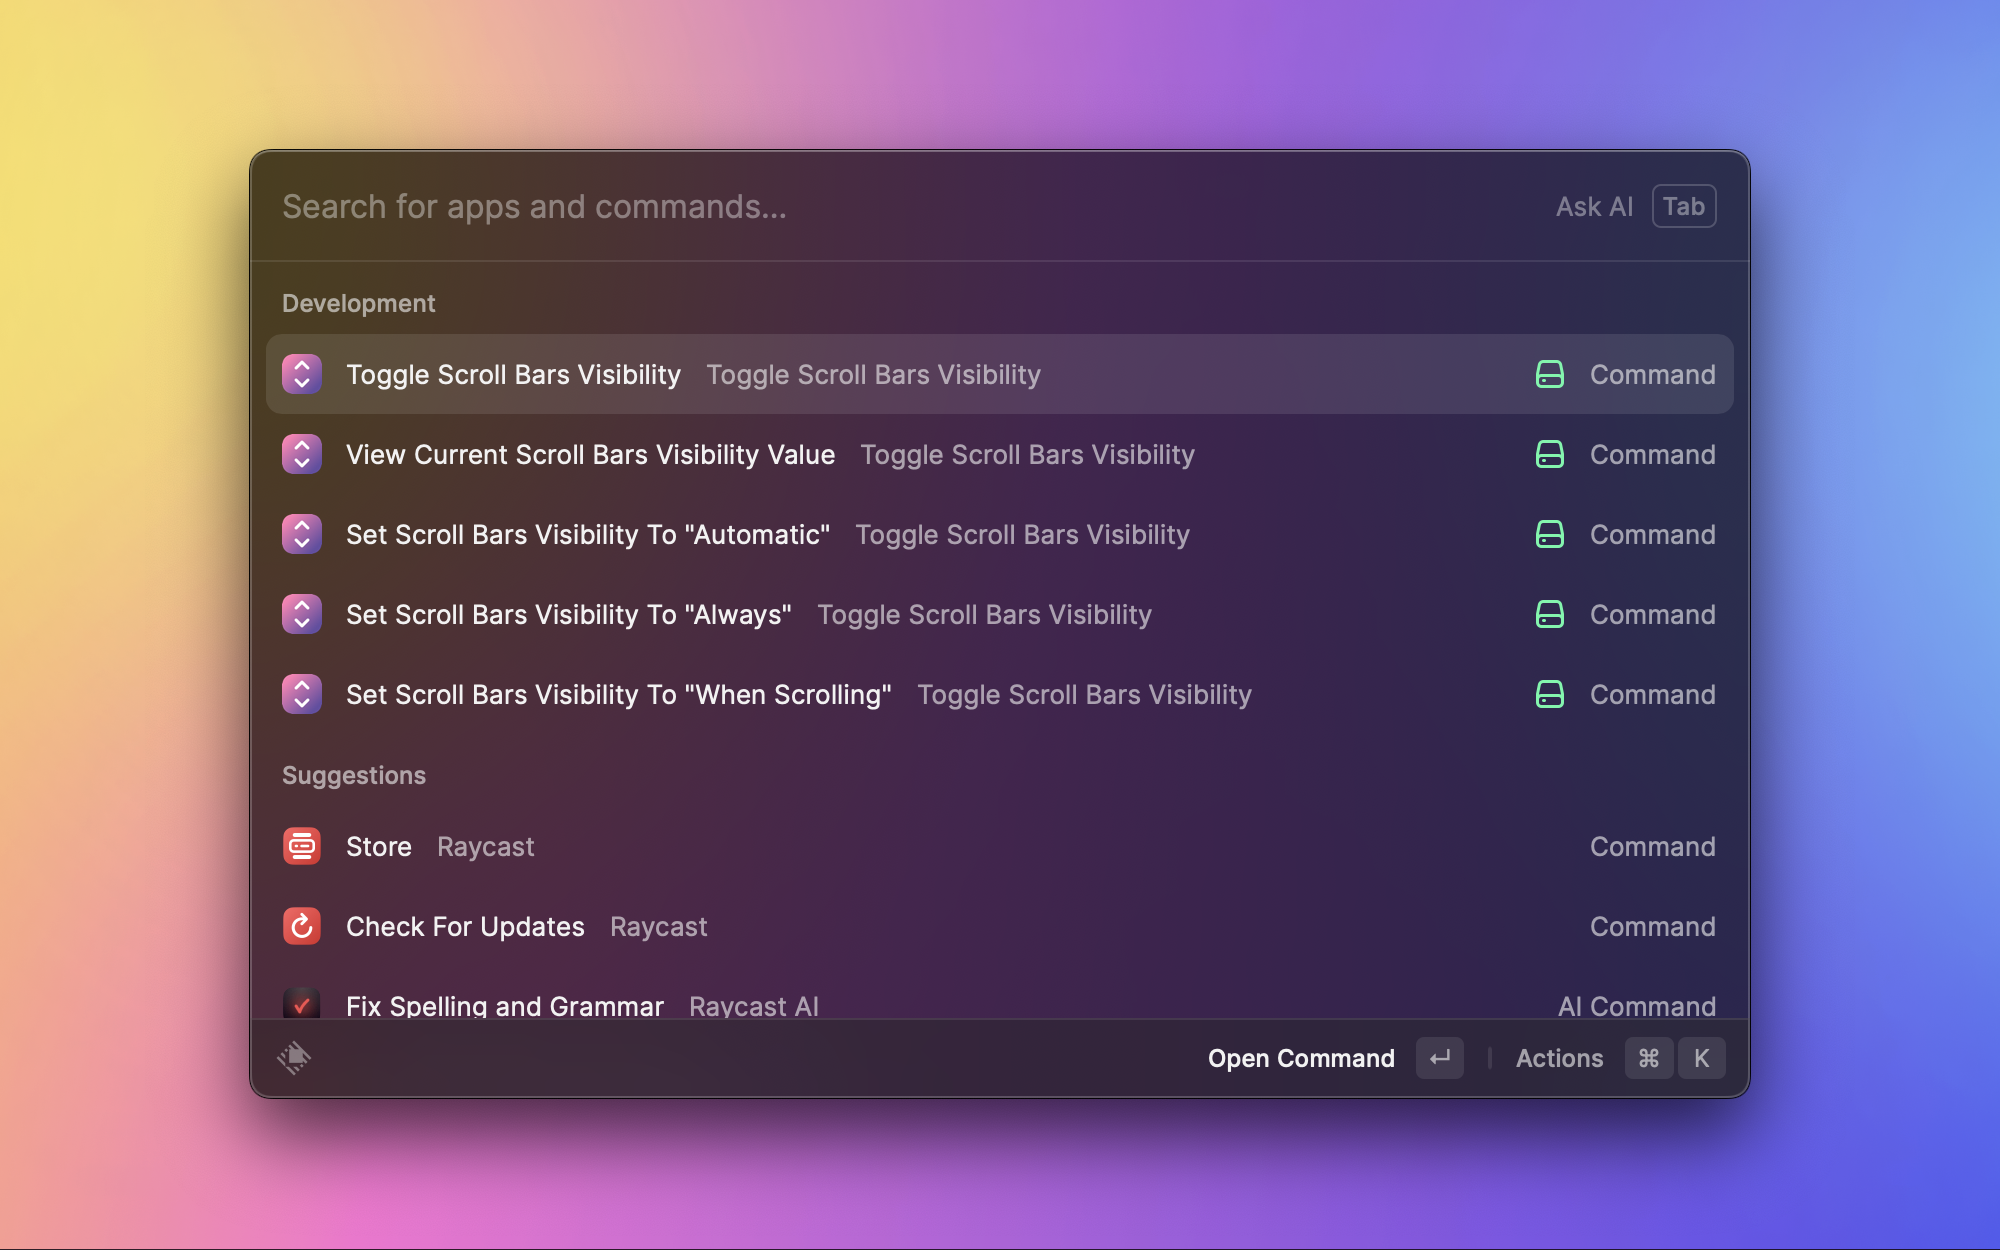 Search for apps and commands...  Ask AI  Tab
Development
Toggle Scroll Bars Visibility  Toggle Scroll Bars Visibility  Command
View Current Scroll Bars Visibility Value  Toggle Scroll Bars Visibility  Command
Set Scroll Bars Visibility To "Automatic"  Toggle Scroll Bars Visibility  Command
Set Scroll Bars Visibility To "Always"  Toggle Scroll Bars Visibility  Command
Set Scroll Bars Visibility To "When Scrolling"  Toggle Scroll Bars Visibility  Command
Suggestions
Store  Raycast  Command
Check For Updates  Raycast  Command
Fix Spelling and Grammar  Raycast AI  AI Command
Open Command ↵  Actions ⌘ K